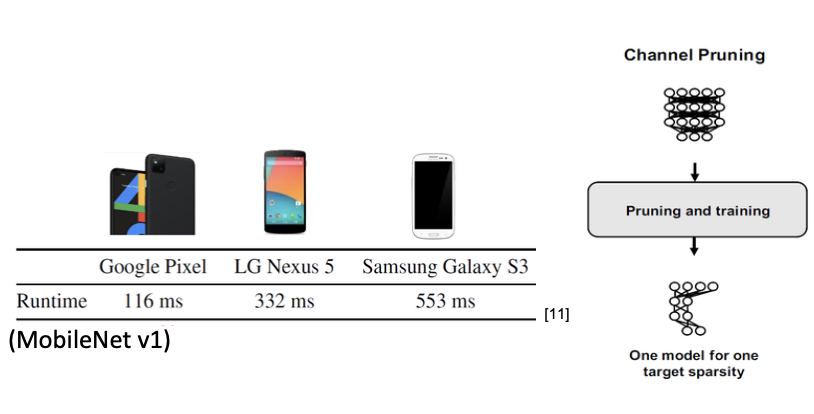 Channel Pruning
Pruning and training
Google Pixel LG Nexus 5 Samsung Galaxy S3
Runtime 116 ms 332 ms 553 ms
[11]
(MobileNet v1)
One model for one
target sparsity